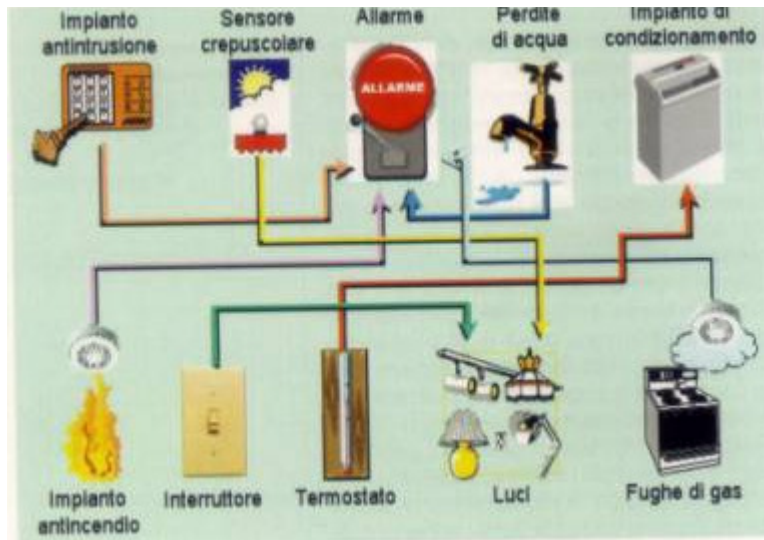 Impianto
antintrusione
Sensore
crepuscolare
Allarme
Perdite
di acqua
Impianto di
condizionamento
ALLARME
Impianto
antincendio
Interruttore
Termostato
Luci
Fughe di gas